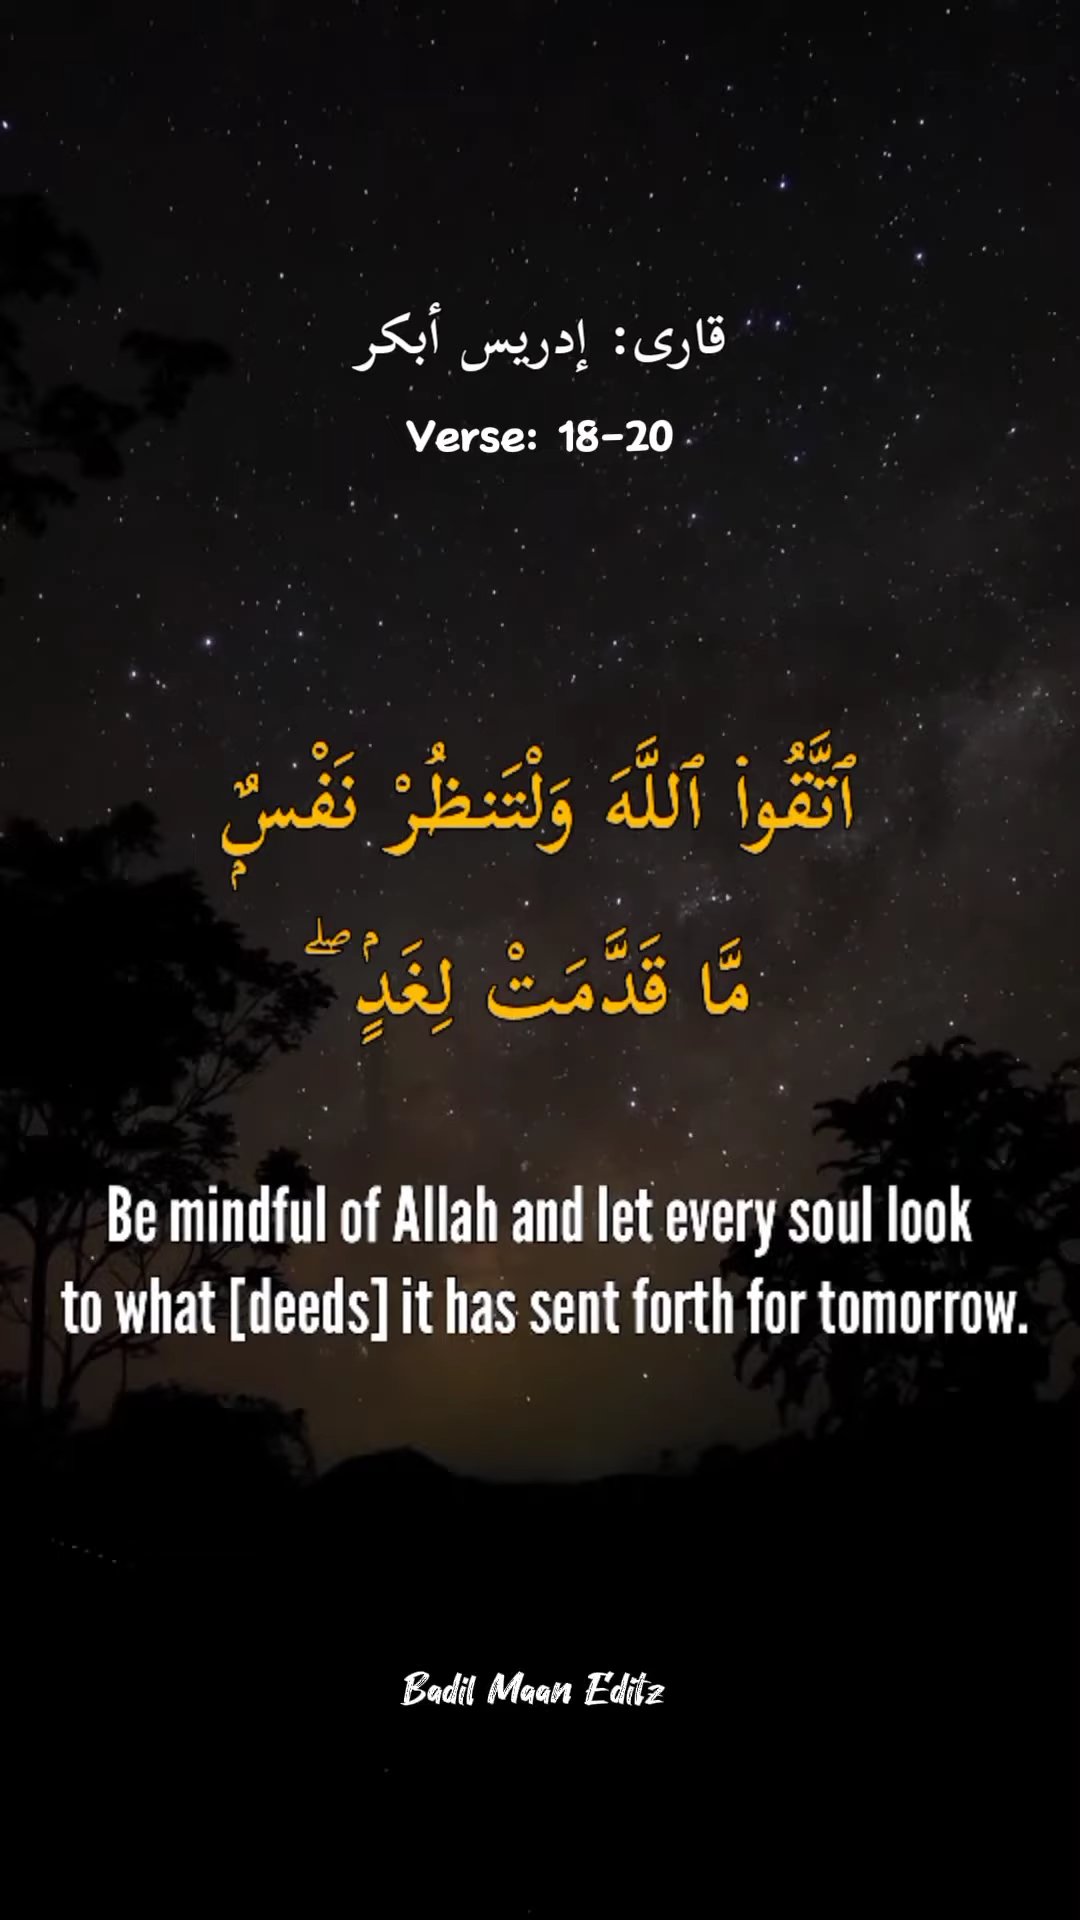 قارى: إدريس أبكر
Verse: 18-20
ٱتَّقُوا۟ ٱللَّهَ وَلْتَنظُرْ نَفْسٌۢ
مَّا قَدَّمَتْ لِغَدٍۢ ۖ
Be mindful of Allah and let every soul look
to what [deeds] it has sent forth for tomorrow.
Badil Maan Editz